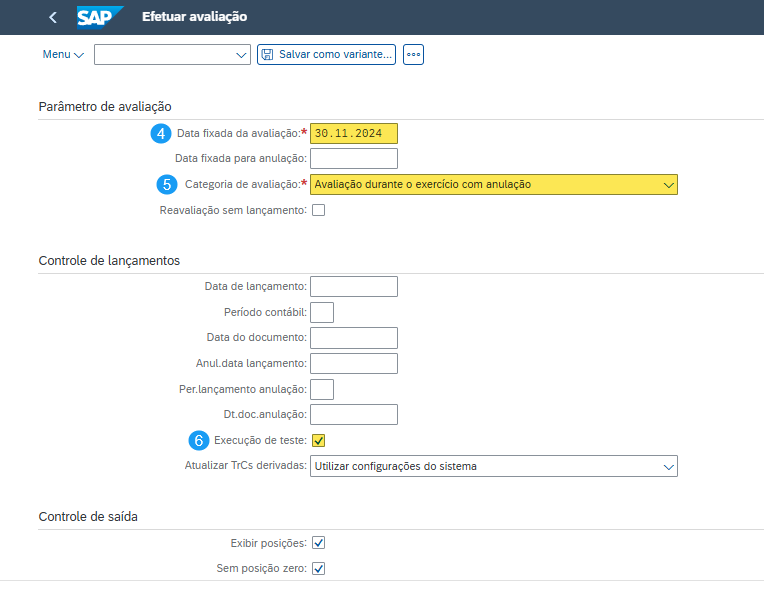 SAP Efetuar avaliação
Menu Salvar como variante...
Parâmetro de avaliação
4 Data fixada da avaliação:* 30.11.2024
Data fixada para anulação:
5 Categoria de avaliação:* Avaliação durante o exercício com anulação
Reavaliação sem lançamento:
Controle de lançamentos
Data de lançamento:
Período contábil:
Data do documento:
Anul.data lançamento:
Per.lançamento anulação:
Dt.doc.anulação:
6 Execução de teste:
Atualizar TrCs derivadas: Utilizar configurações do sistema
Controle de saída
Exibir posições:
Sem posição zero: